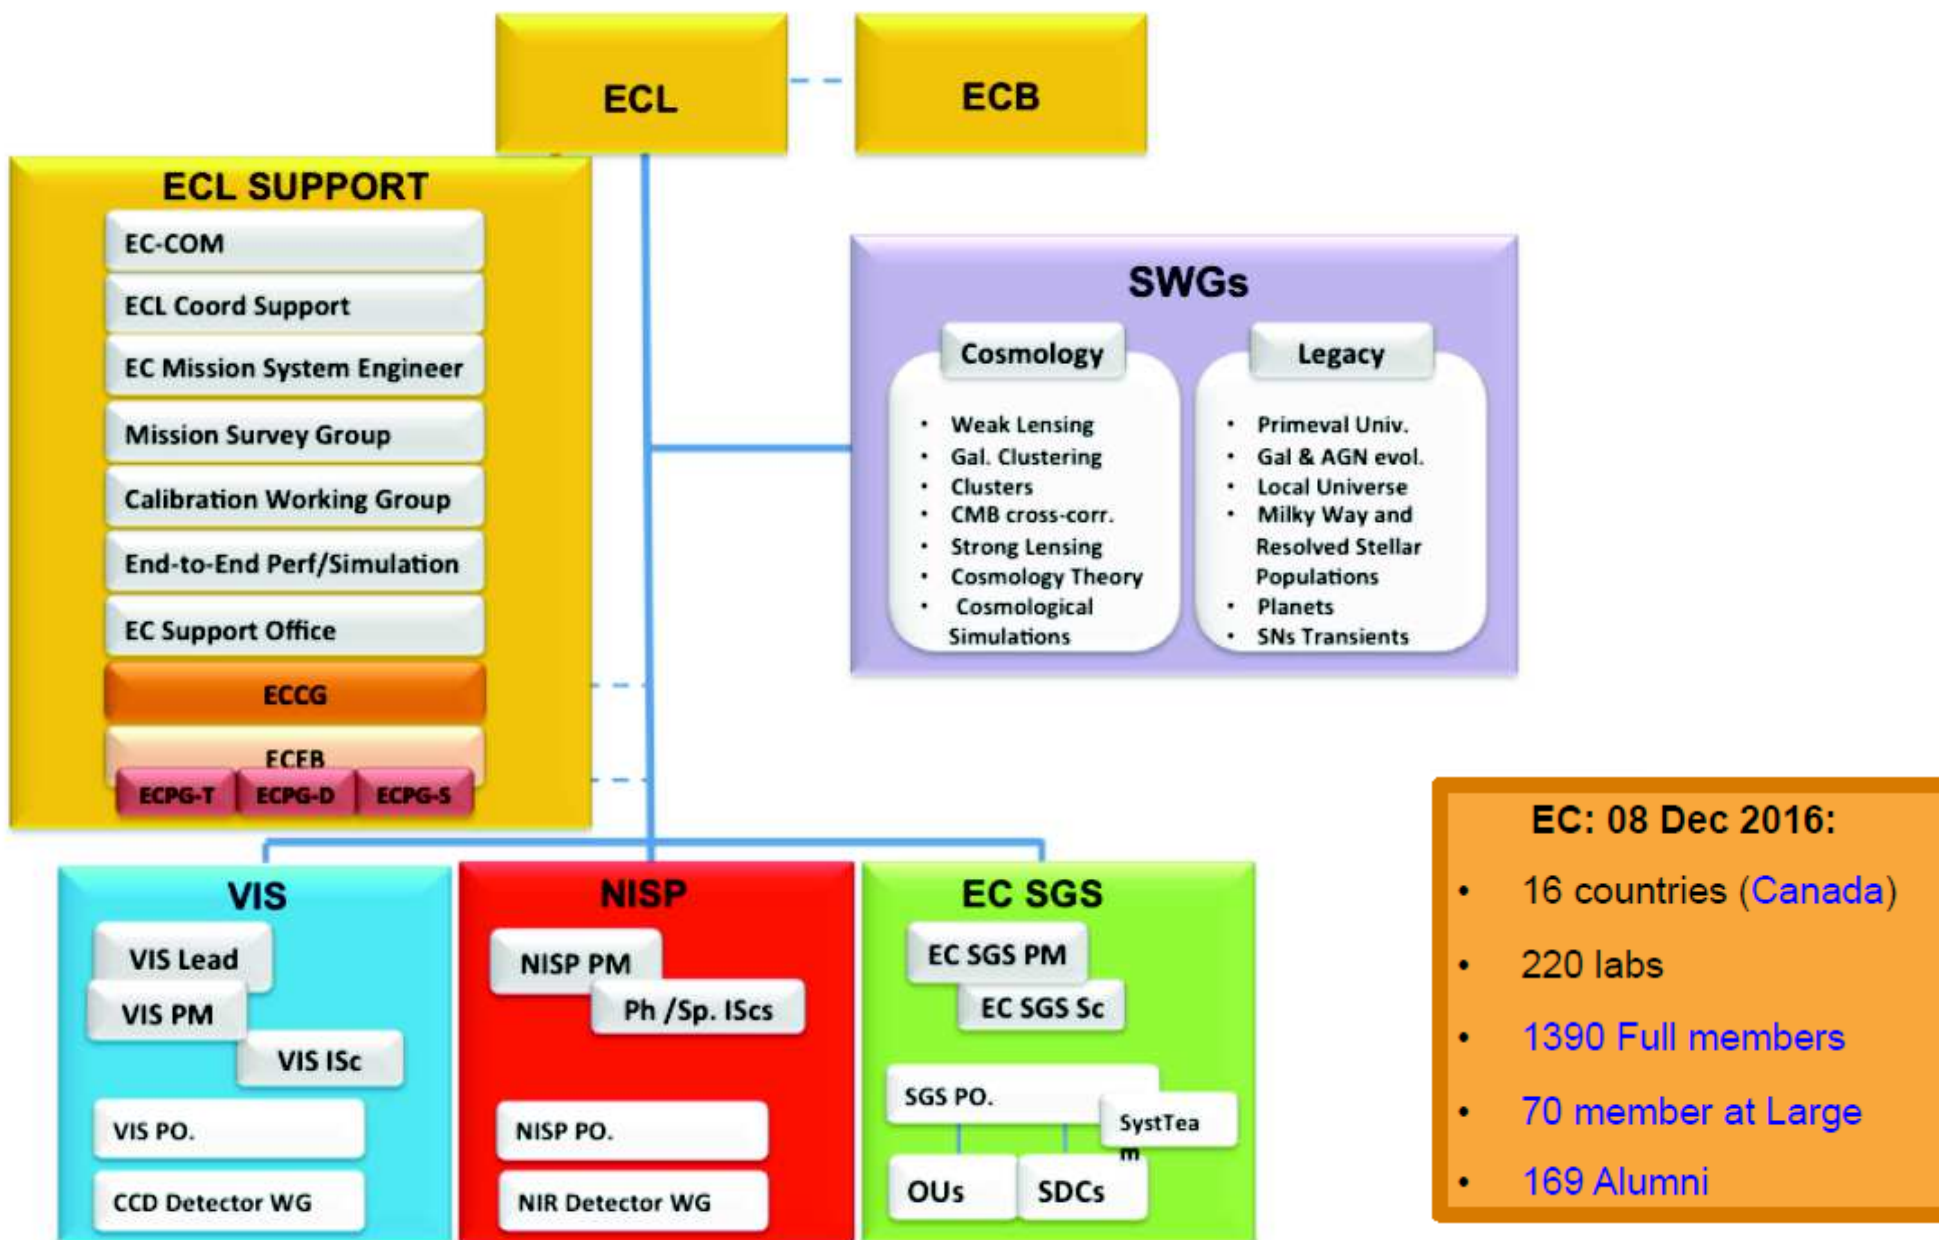 ECL
ECB
ECL SUPPORT
EC-COM
ECL Coord Support
EC Mission System Engineer
Mission Survey Group
Calibration Working Group
End-to-End Perf/Simulation
EC Support Office
ECCG
ECEB
ECPG-T
ECPG-D
ECPG-S
SWGs
Cosmology
• Weak Lensing
• Gal. Clustering
• Clusters
• CMB cross-corr.
• Strong Lensing
• Cosmology Theory
• Cosmological
Simulations
Legacy
• Primeval Univ.
• Gal & AGN evol.
• Local Universe
• Milky Way and
Resolved Stellar
Populations
• Planets
• SNs Transients
VIS
VIS Lead
VIS PM
VIS ISc
VIS PO.
CCD Detector WG
NISP
NISP PM
Ph /Sp. IScs
NISP PO.
NIR Detector WG
EC SGS
EC SGS PM
EC SGS Sc
SGS PO.
SystTea
m
OUs
SDCs
EC: 08 Dec 2016:
• 16 countries (Canada)
• 220 labs
• 1390 Full members
• 70 member at Large
• 169 Alumni